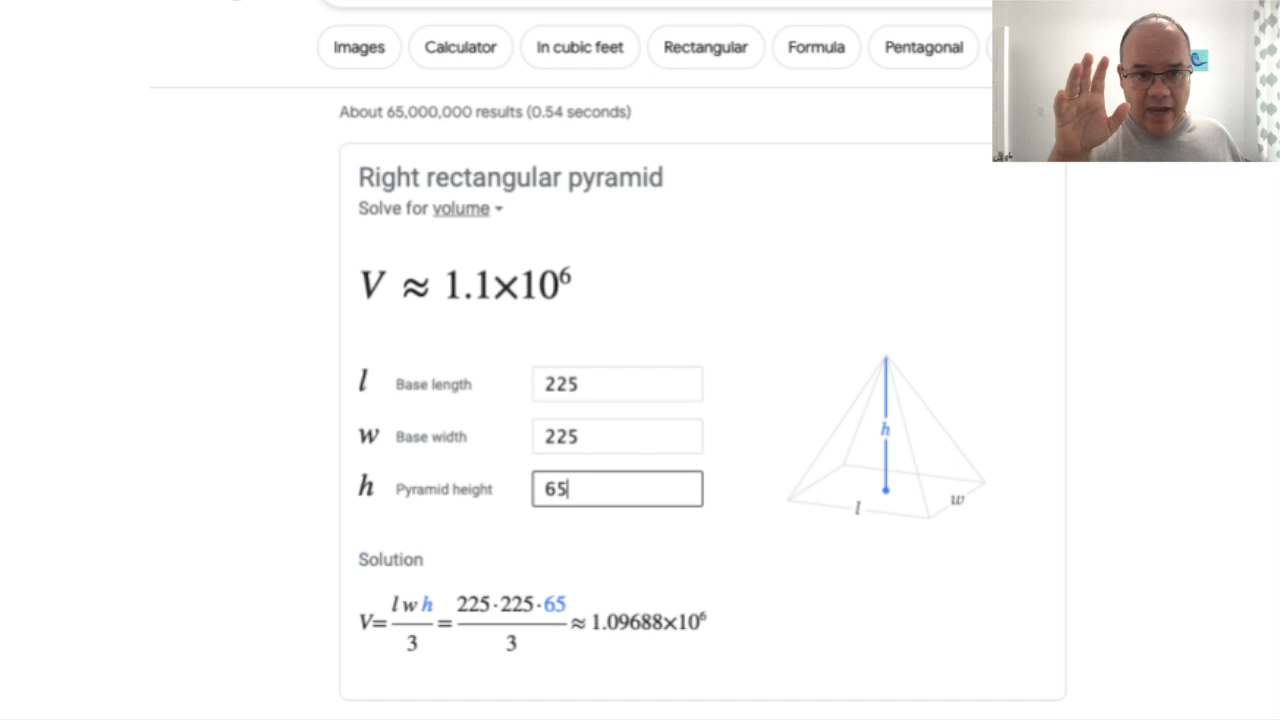 Images Calculator In cubic feet Rectangular Formula Pentagonal
About 65,000,000 results (0.54 seconds)
Right rectangular pyramid
Solve for volume
V ≈ 1.1×10⁶
l Base length 225
w Base width 225
h Pyramid height 65
h
l
w
Solution
V= l w h / 3 = 225·225·65 / 3 ≈ 1.09688×10⁶